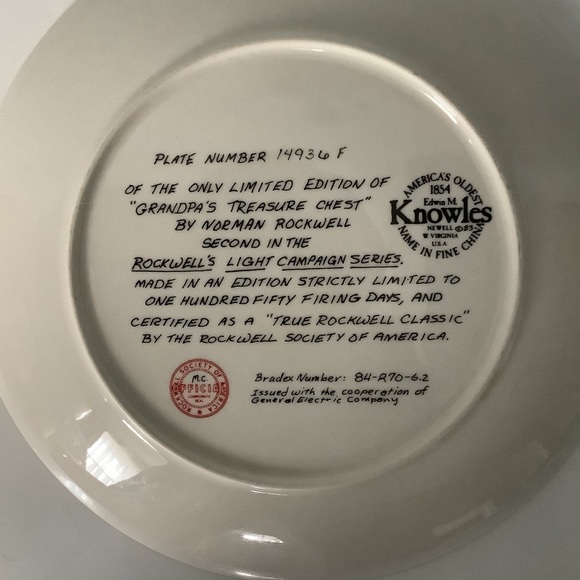 PLATE NUMBER 14936 F
OF THE ONLY LIMITED EDITION OF
"GRANDPA'S TREASURE CHEST"
BY NORMAN ROCKWELL
SECOND IN THE
ROCKWELL'S LIGHT CAMPAIGN SERIES.
MADE IN AN EDITION STRICTLY LIMITED TO
ONE HUNDRED FIFTY FIRING DAYS, AND
CERTIFIED AS A "TRUE ROCKWELL CLASSIC"
BY THE ROCKWELL SOCIETY OF AMERICA.
AMERICA'S OLDEST
1854
Edwin M.
Knowles
NEWELL ©83
W VIRGINIA
U.S.A
NAME IN FINE CHINA
ROCKWELL SOCIETY OF AMERICA
M.C.
OFFICIAL
CORPORATE
SEAL
Bradex Number: 84-R70-6.2
Issued with the cooperation of
General Electric Company